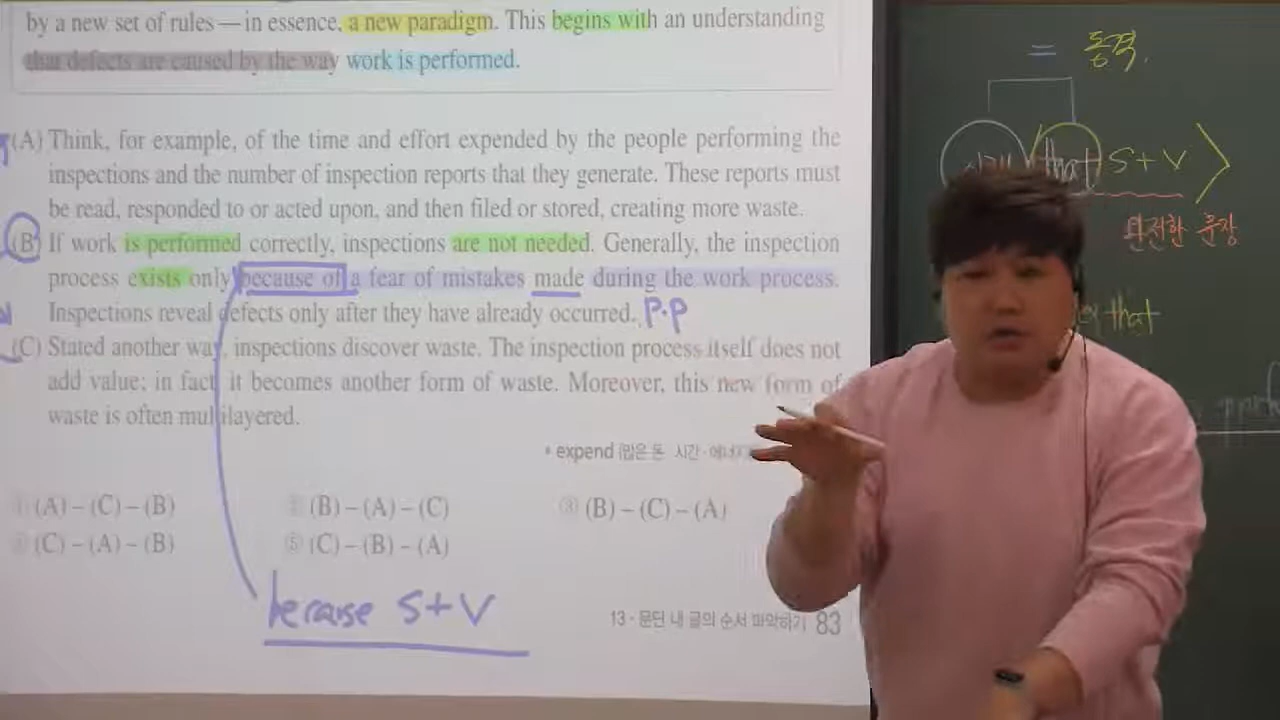 by a new set of rules — in essence, a new paradigm. This begins with an understanding
that defects are caused by the way work is performed.
(A) Think, for example, of the time and effort expended by the people performing the
inspections and the number of inspection reports that they generate. These reports must
be read, responded to or acted upon, and then filed or stored, creating more waste.
(B) If work is performed correctly, inspections are not needed. Generally, the inspection
process exists only because of a fear of mistakes made during the work process.
Inspections reveal defects only after they have already occurred. P.P
(C) Stated another way, inspections discover waste. The inspection process itself does not
add value; in fact, it becomes another form of waste. Moreover, this new form of
waste is often multilayered.
* expend (많은 돈 시간·에너지
① (A) – (C) – (B)
② (B) – (A) – (C)
③ (B) – (C) – (A)
④ (C) – (A) – (B)
⑤ (C) – (B) – (A)
because S+V
13 · 문단 내 글의 순서 파악하기 83
= 동격.
that S+V
완전한 문장
that